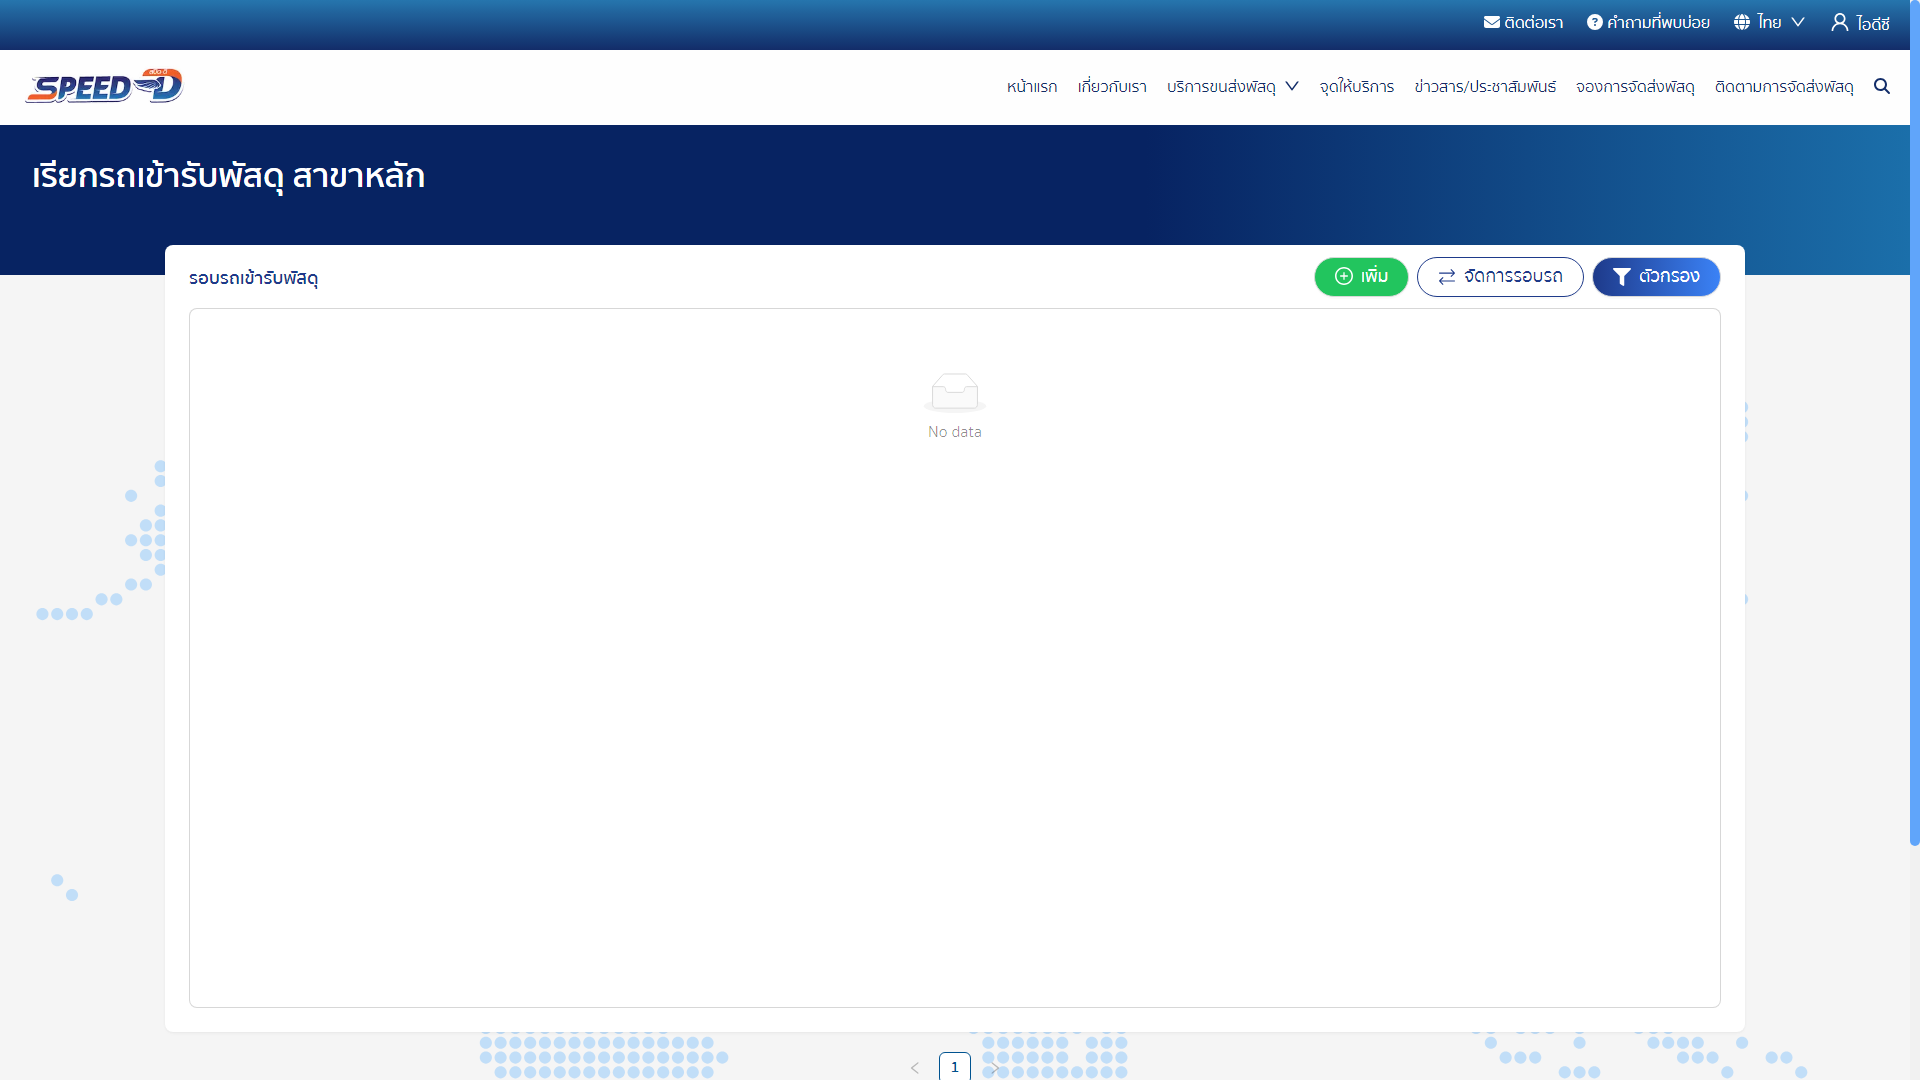 ติดต่อเรา คำถามที่พบบ่อย ไทย ไอดีซี
SPEED-D หน้าแรก เกี่ยวกับเรา บริการขนส่งพัสดุ จุดให้บริการ ข่าวสาร/ประชาสัมพันธ์ จองการจัดส่งพัสดุ ติดตามการจัดส่งพัสดุ
เรียกรถเข้ารับพัสดุ สาขาหลัก
รอบรถเข้ารับพัสดุ เพิ่ม จัดการรอบรถ ตัวกรอง
No data
1